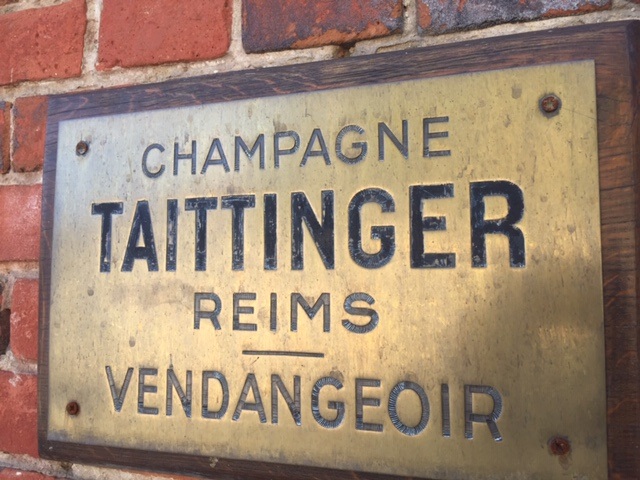 CHAMPAGNE
TAITTINGER
REIMS
VENDANGEOIR